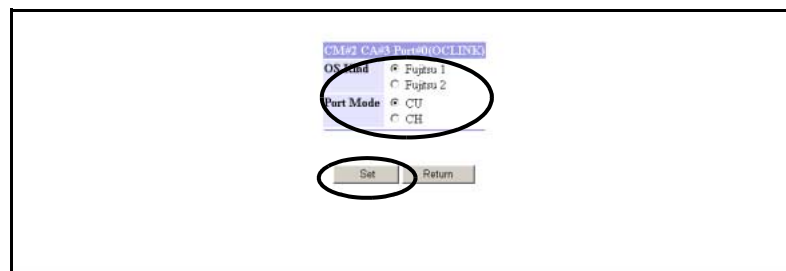 CM#2 CA#3 Port#0(OCLINK)
OS Kind Fujitsu 1
Fujitsu 2
Port Mode CU
CH
Set Return